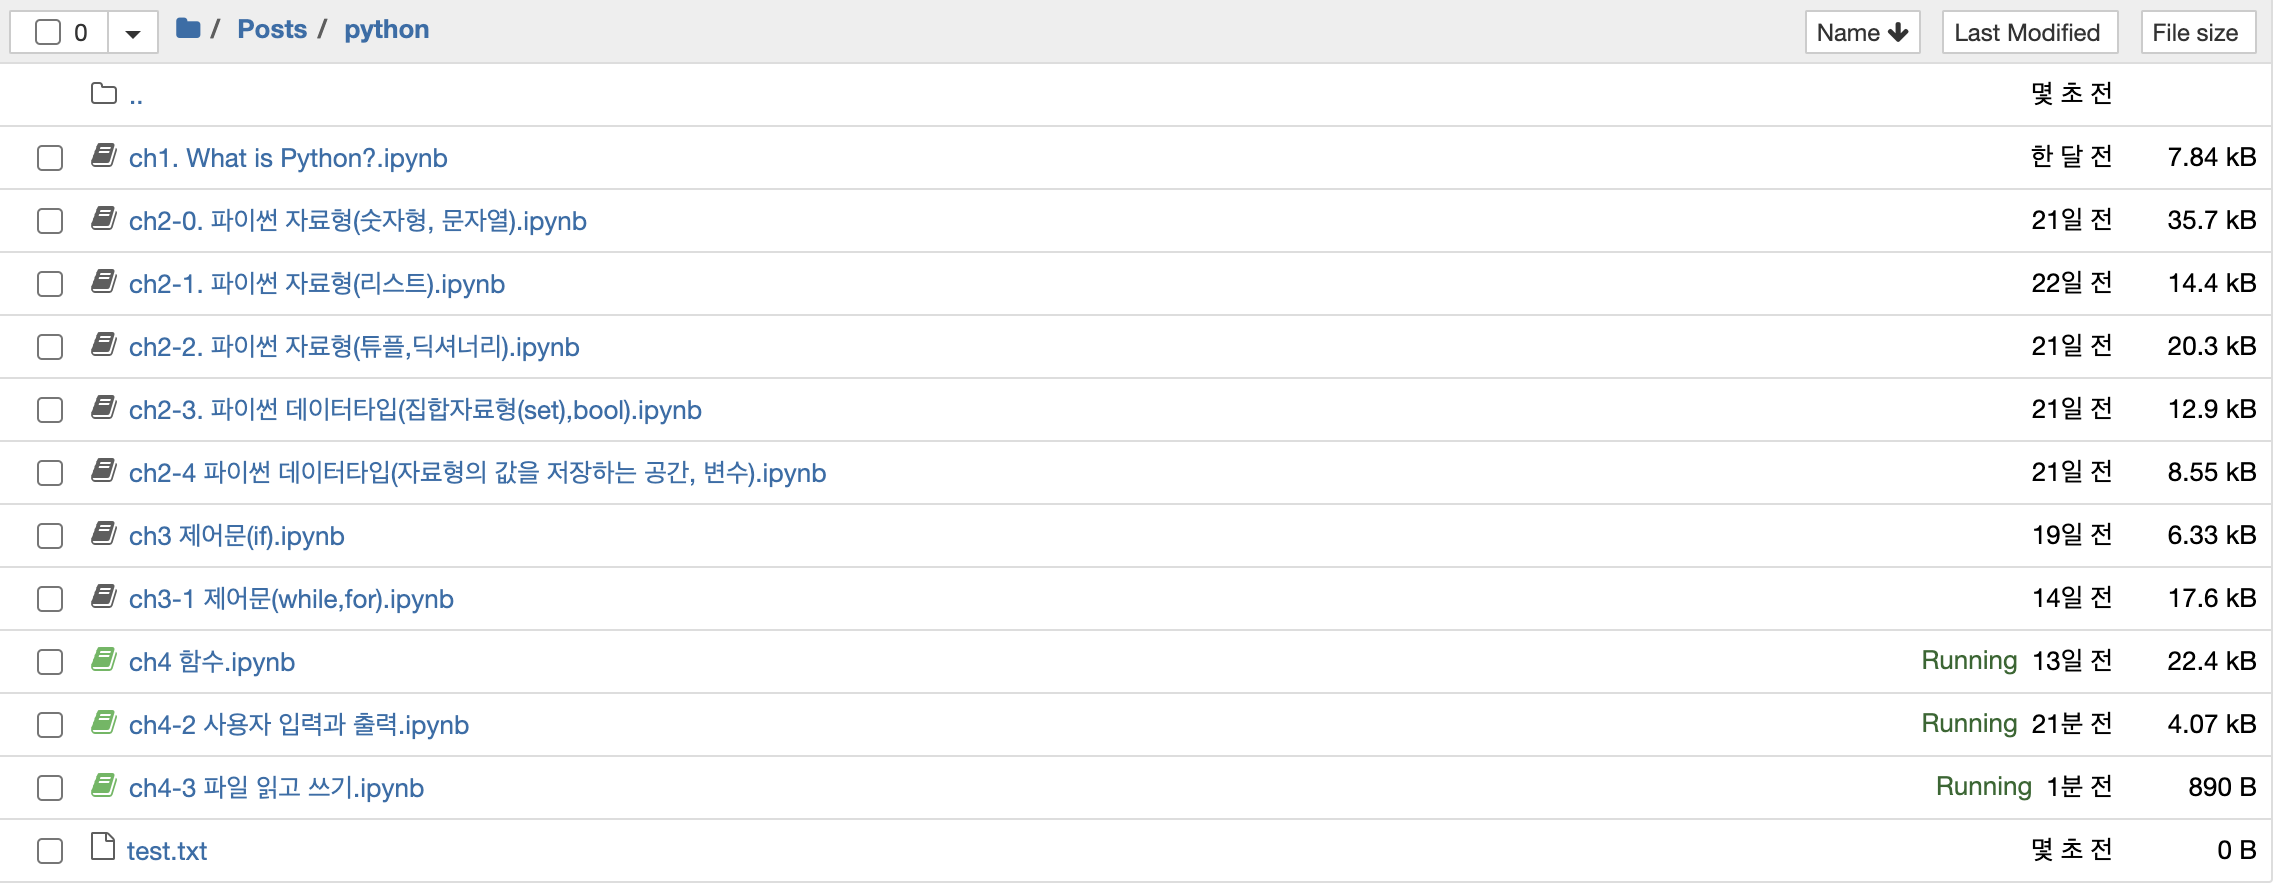 0 / Posts / python Name Last Modified File size
.. 몇 초 전
ch1. What is Python?.ipynb 한 달 전 7.84 kB
ch2-0. 파이썬 자료형(숫자형, 문자열).ipynb 21일 전 35.7 kB
ch2-1. 파이썬 자료형(리스트).ipynb 22일 전 14.4 kB
ch2-2. 파이썬 자료형(튜플,딕셔너리).ipynb 21일 전 20.3 kB
ch2-3. 파이썬 데이터타입(집합자료형(set),bool).ipynb 21일 전 12.9 kB
ch2-4 파이썬 데이터타입(자료형의 값을 저장하는 공간, 변수).ipynb 21일 전 8.55 kB
ch3 제어문(if).ipynb 19일 전 6.33 kB
ch3-1 제어문(while,for).ipynb 14일 전 17.6 kB
ch4 함수.ipynb Running 13일 전 22.4 kB
ch4-2 사용자 입력과 출력.ipynb Running 21분 전 4.07 kB
ch4-3 파일 읽고 쓰기.ipynb Running 1분 전 890 B
test.txt 몇 초 전 0 B